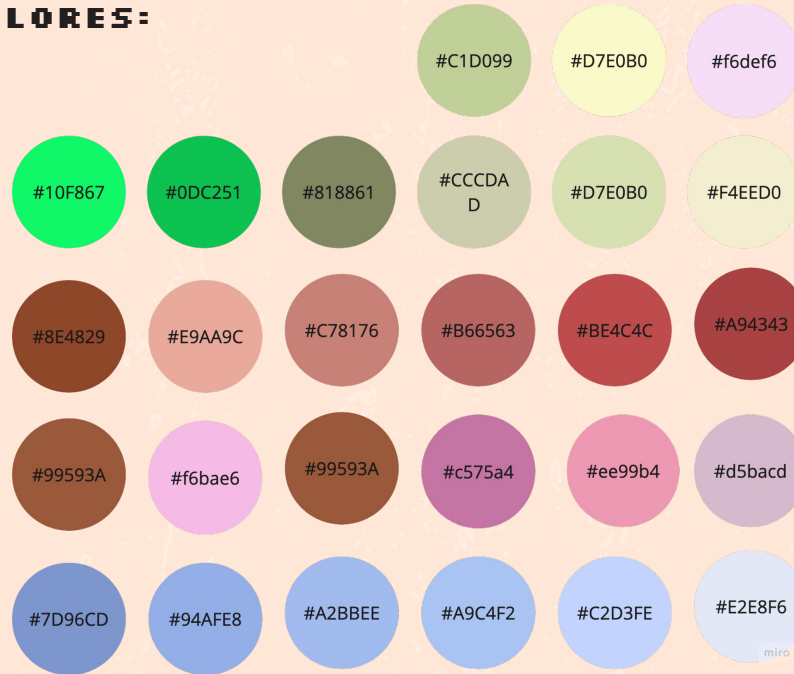 LORES:
#C1D099
#D7E0B0
#f6def6
#10F867
#0DC251
#818861
#CCCDA
D
#D7E0B0
#F4EED0
#8E4829
#E9AA9C
#C78176
#B66563
#BE4C4C
#A94343
#99593A
#f6bae6
#99593A
#c575a4
#ee99b4
#d5bacd
#7D96CD
#94AFE8
#A2BBEE
#A9C4F2
#C2D3FE
#E2E8F6
miro